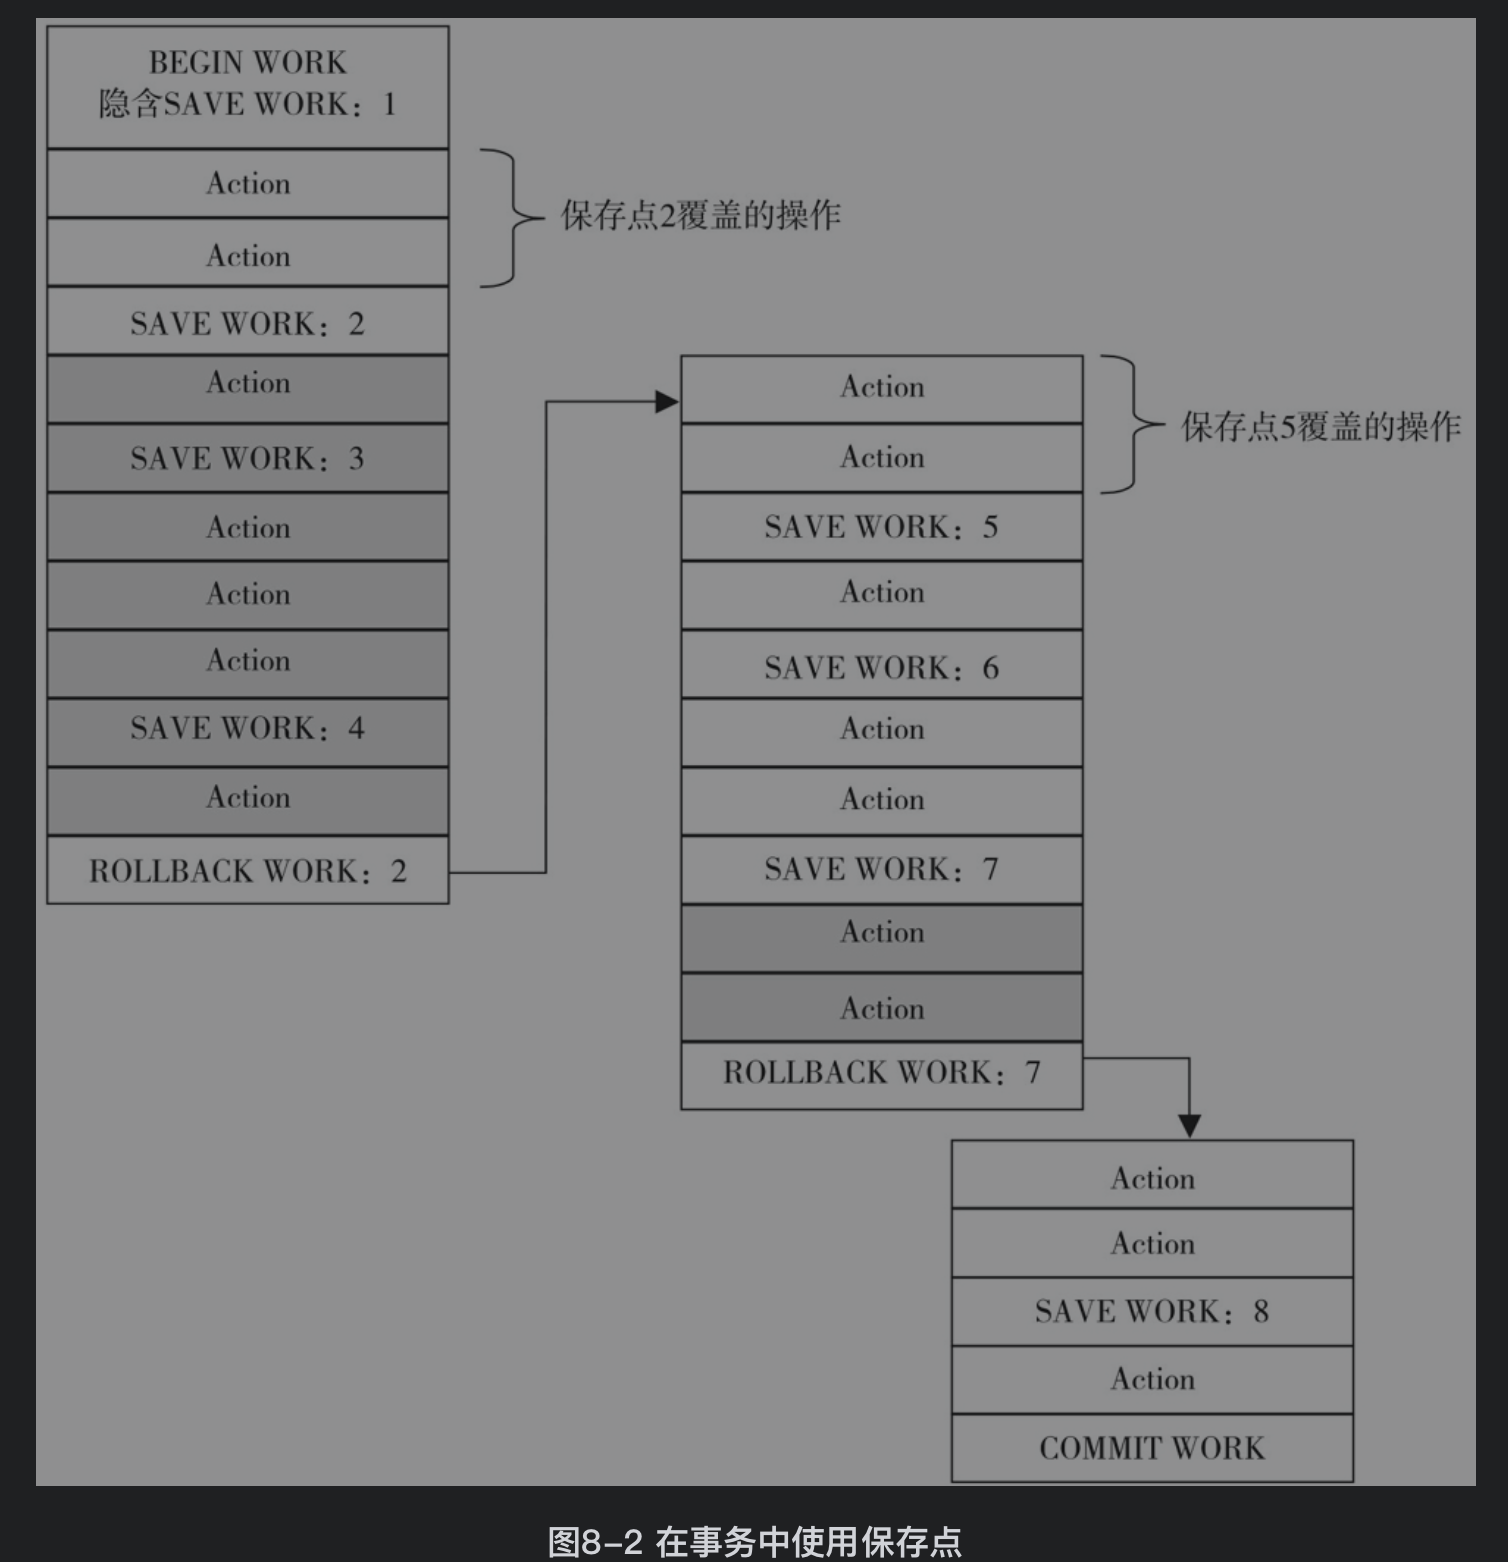 BEGIN WORK
隐含SAVE WORK：1
Action
Action
保存点2覆盖的操作
SAVE WORK：2
Action
SAVE WORK：3
Action
Action
Action
SAVE WORK：4
Action
ROLLBACK WORK：2
Action
Action
保存点5覆盖的操作
SAVE WORK：5
Action
SAVE WORK：6
Action
Action
SAVE WORK：7
Action
Action
ROLLBACK WORK：7
Action
Action
SAVE WORK：8
Action
COMMIT WORK
图8-2 在事务中使用保存点